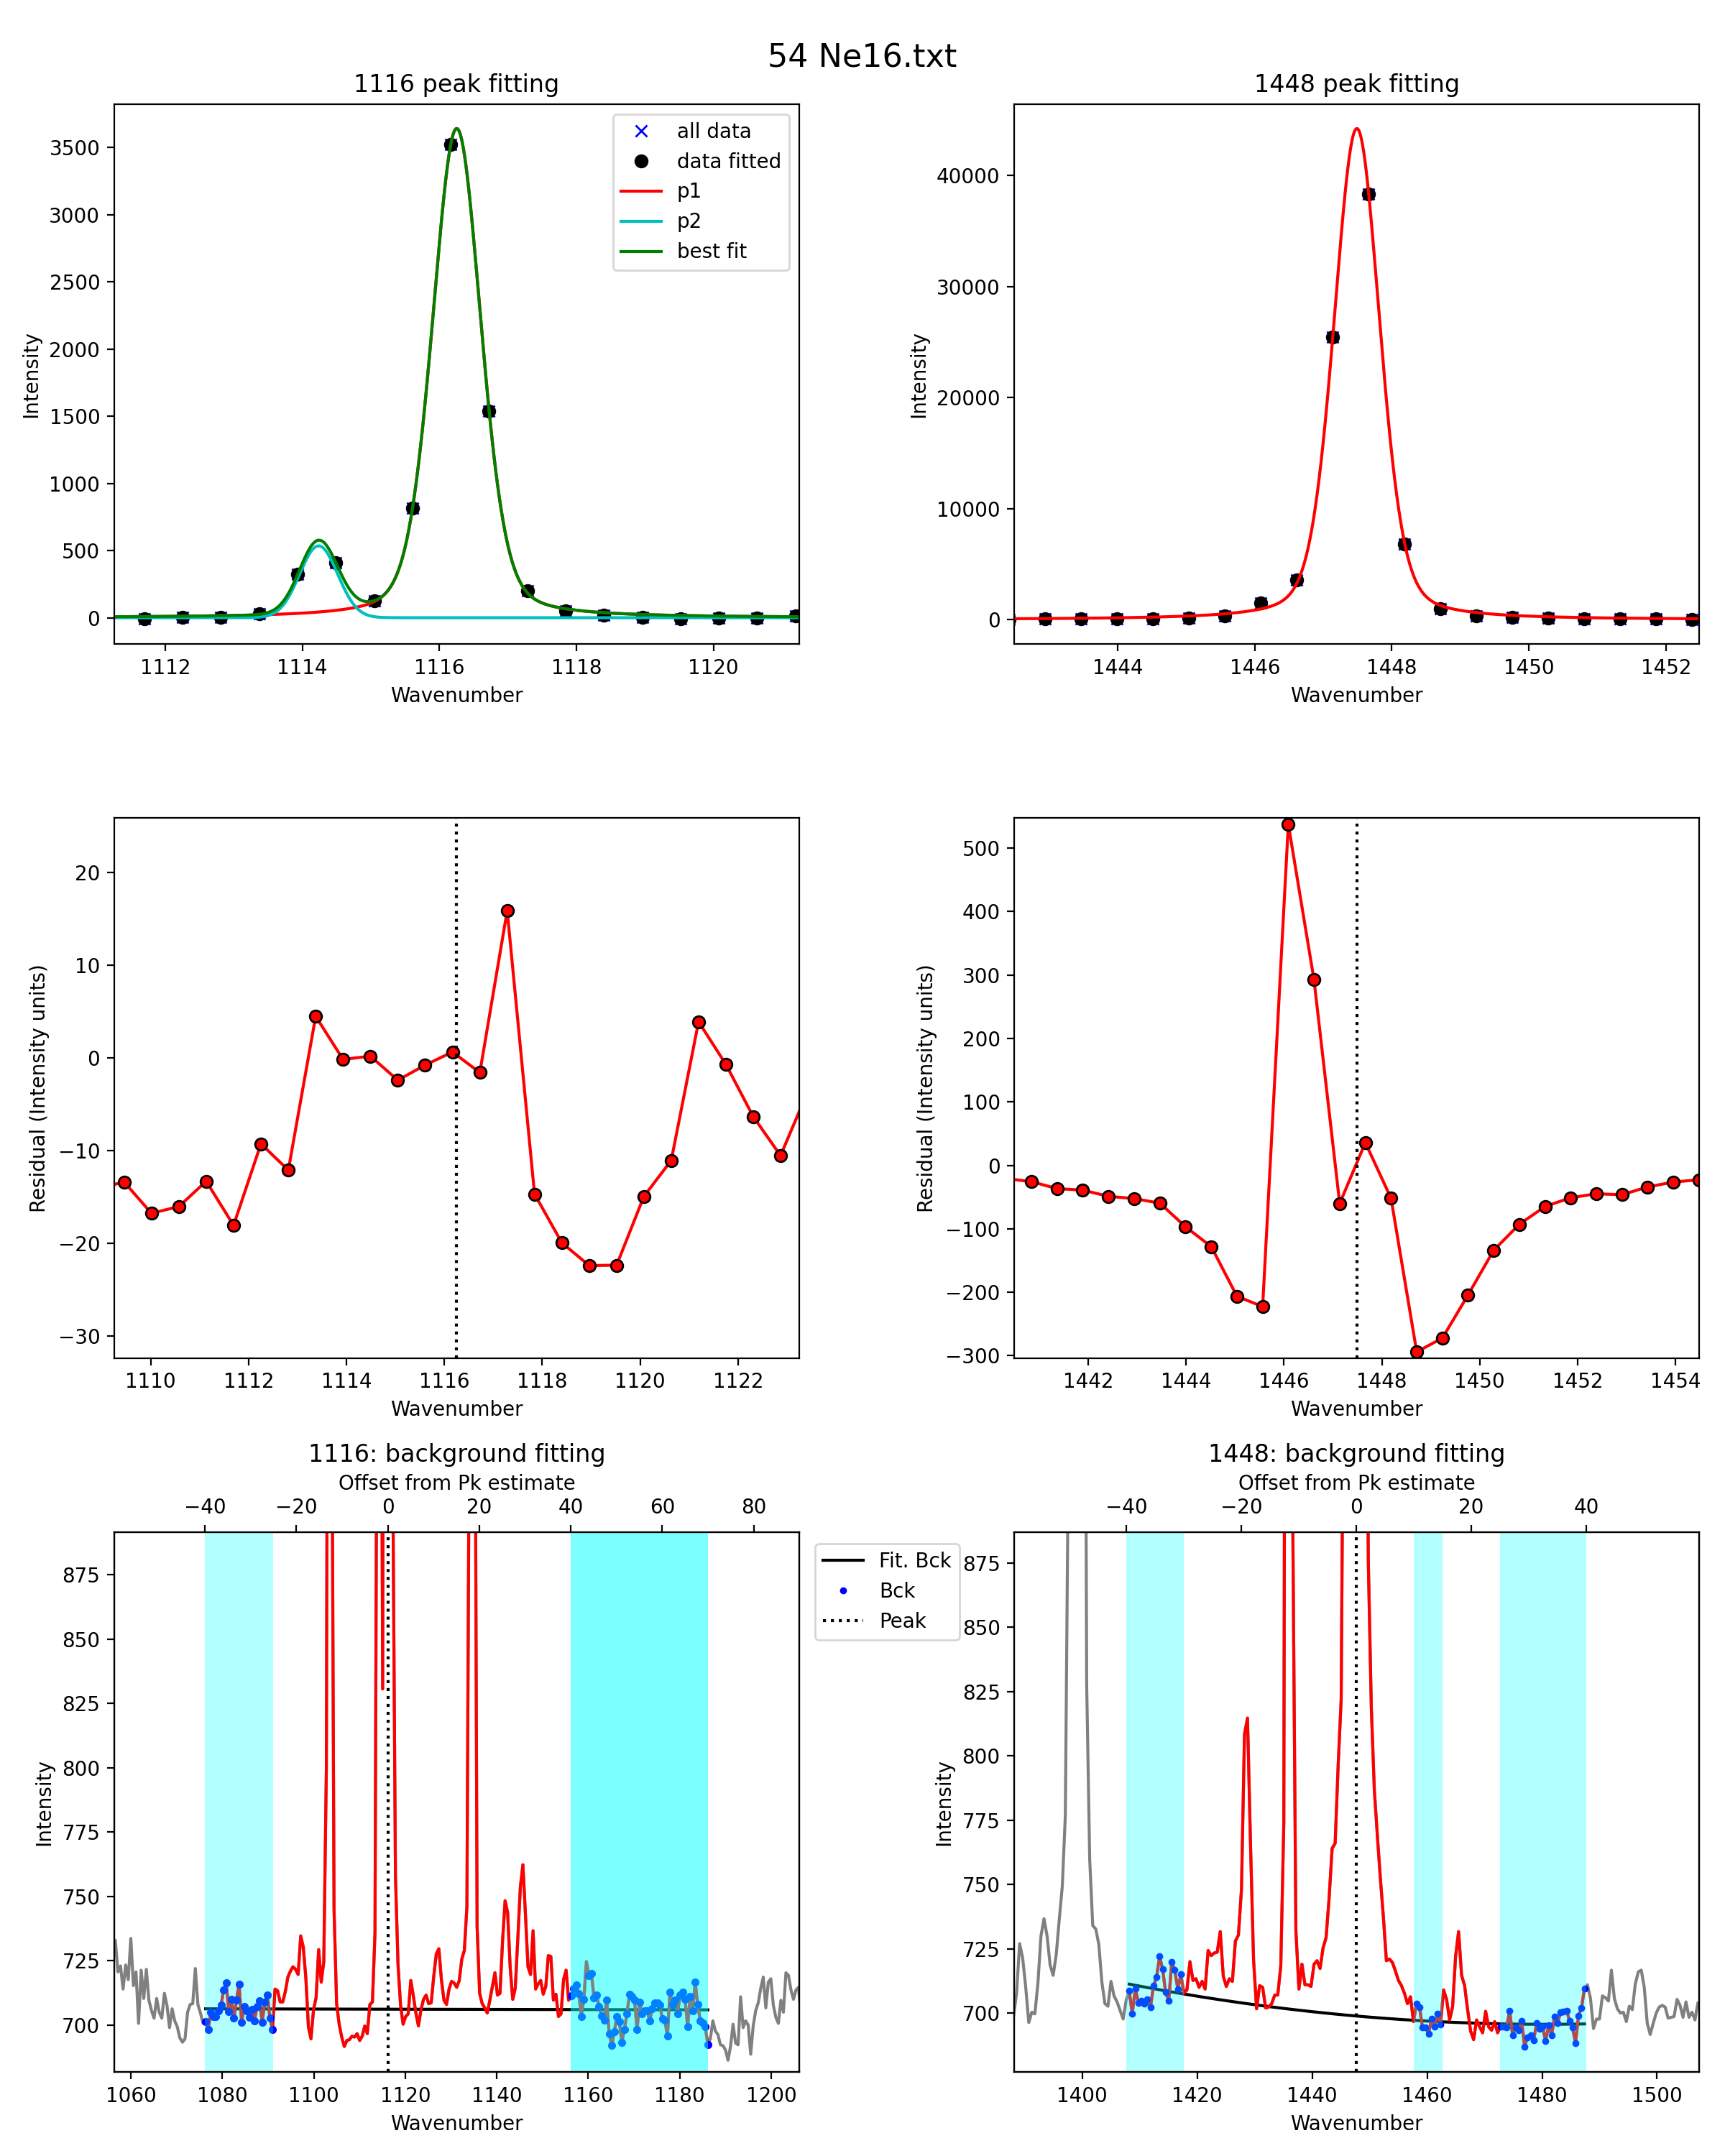 54 Ne16.txt
1116 peak fitting
1448 peak fitting
all data
data fitted
p1
p2
best fit
Intensity
3500
3000
2500
2000
1500
1000
500
0
1112 1114 1116 1118 1120
Wavenumber
Intensity
40000
30000
20000
10000
0
1444 1446 1448 1450 1452
Wavenumber
Residual (Intensity units)
20
10
0
−10
−20
−30
1110 1112 1114 1116 1118 1120 1122
Wavenumber
Residual (Intensity units)
500
400
300
200
100
0
−100
−200
−300
1442 1444 1446 1448 1450 1452 1454
Wavenumber
1116: background fitting
Offset from Pk estimate
−40 −20 0 20 40 60 80
Intensity
875
850
825
800
775
750
725
700
1060 1080 1100 1120 1140 1160 1180 1200
Wavenumber
Fit. Bck
Bck
Peak
1448: background fitting
Offset from Pk estimate
−40 −20 0 20 40
Intensity
875
850
825
800
775
750
725
700
1400 1420 1440 1460 1480 1500
Wavenumber